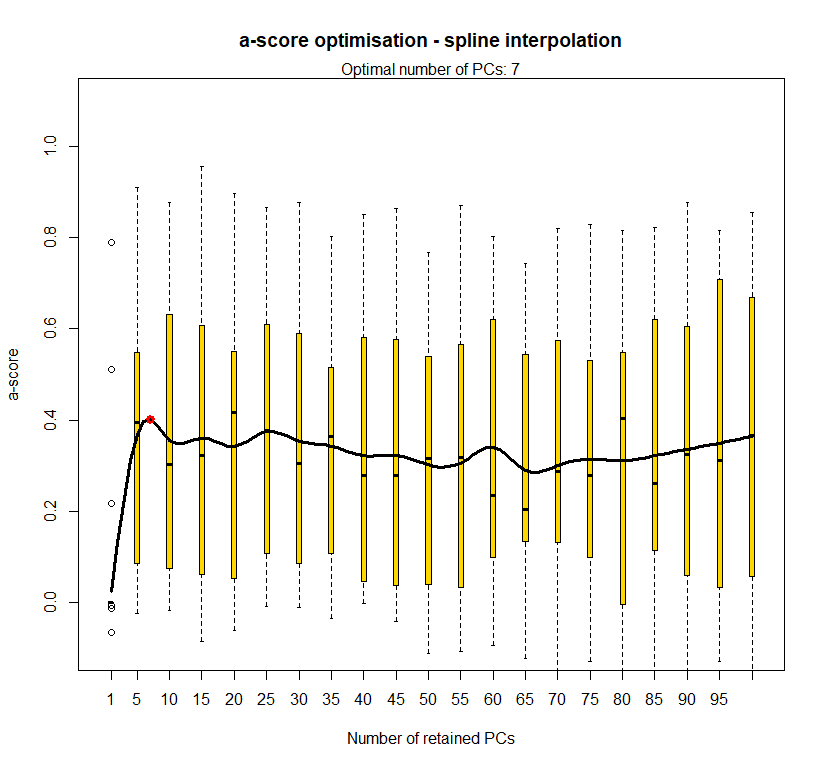 a-score optimisation - spline interpolation
Optimal number of PCs: 7
a-score
1.0
0.8
0.6
0.4
0.2
0.0
1 5 10 15 20 25 30 35 40 45 50 55 60 65 70 75 80 85 90 95
Number of retained PCs